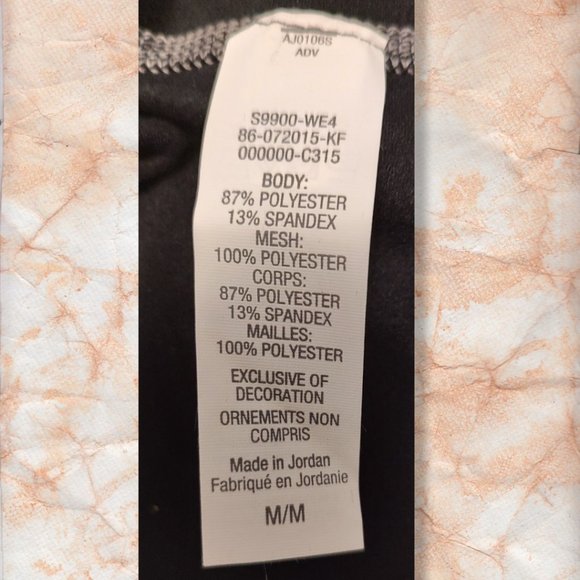 AJ0106S
ADV
S9900-WE4
86-072015-KF
000000-C315
BODY:
87% POLYESTER
13% SPANDEX
MESH:
100% POLYESTER
CORPS:
87% POLYESTER
13% SPANDEX
MAILLES:
100% POLYESTER
EXCLUSIVE OF
DECORATION
ORNEMENTS NON
COMPRIS
Made in Jordan
Fabriqué en Jordanie
M/M